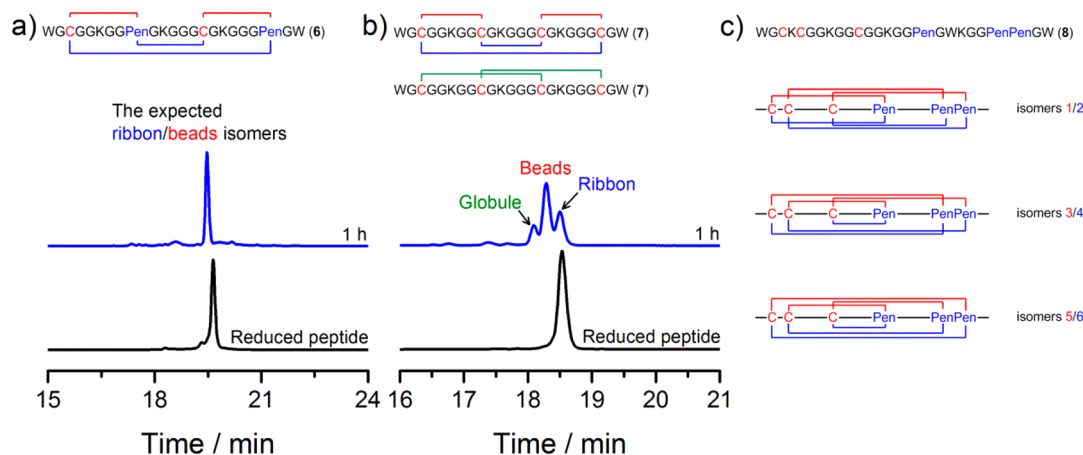 a)
WGCGGKGGPenGKGGGCGKGGGPenGW (6)
The expected
ribbon/beads isomers
1 h
Reduced peptide
15 18 21 24
Time / min
b)
WGCGGKGGCGKGGGCGKGGGCGW (7)
WGCGGKGGCGKGGGCGKGGGCGW (7)
Beads
Ribbon
Globule
1 h
Reduced peptide
16 17 18 19 20 21
Time / min
c)
WGCKCGGKGGCGGKGGPenGWKGGPenPenGW (8)
C C C Pen PenPen isomers 1/2
C C C Pen PenPen isomers 3/4
C C C Pen PenPen isomers 5/6